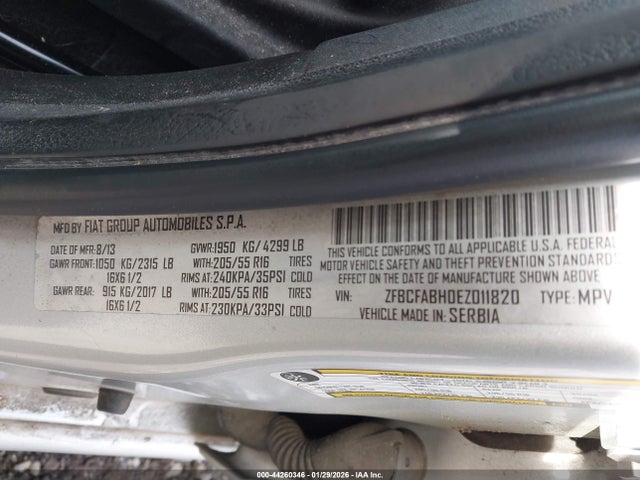 MFD BY FIAT GROUP AUTOMOBILES S.P.A.
DATE OF MFR: 8/13 GVWR: 1950 KG/4299 LB
GAWR FRONT: 1050 KG/2315 LB WITH: 205/55 R16 TIRES
16X6 1/2 RIMS AT: 240KPA/35PSI COLD
GAWR REAR: 915 KG/2017 LB WITH: 205/55 R16 TIRES
16X6 1/2 RIMS AT: 230KPA/33PSI COLD
THIS VEHICLE CONFORMS TO ALL APPLICABLE FEDERAL
MOTOR VEHICLE SAFETY, BUMPER AND THEFT PREVENTION
STANDARDS IN EFFECT ON THE DATE OF MANUFACTURE SHOWN ABOVE.
VIN: ZFBCFABH0EZ011820 TYPE: MPV
VEHICLE MADE IN: SERBIA
000-44260346 - 01/29/2026 - IAA Inc.